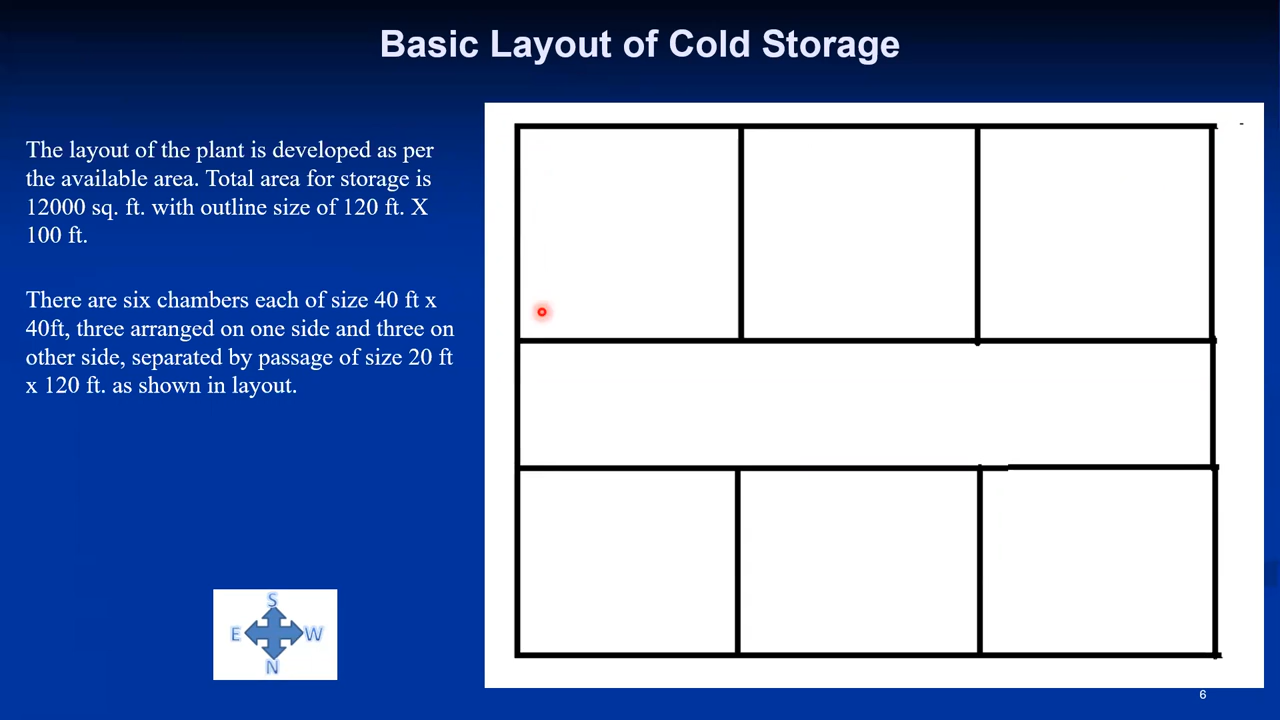 Basic Layout of Cold Storage
The layout of the plant is developed as per
the available area. Total area for storage is
12000 sq. ft. with outline size of 120 ft. X
100 ft.
There are six chambers each of size 40 ft x
40ft, three arranged on one side and three on
other side, separated by passage of size 20 ft
x 120 ft. as shown in layout.
S
E W
N
6